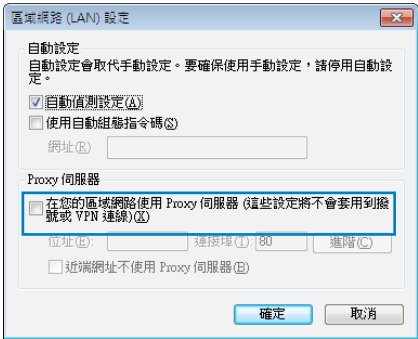 區域網路 (LAN) 設定
自動設定
自動設定會取代手動設定。要確保使用手動設定，請停用自動設
定。
自動偵測設定(A)
使用自動組態指令碼(S)
網址(R)
Proxy 伺服器
在您的區域網路使用 Proxy 伺服器 (這些設定將不會套用到撥
號或 VPN 連線)(X)
位址(E): 連接埠(T): 80 進階(C)
近端網址不使用 Proxy 伺服器(B)
確定 取消